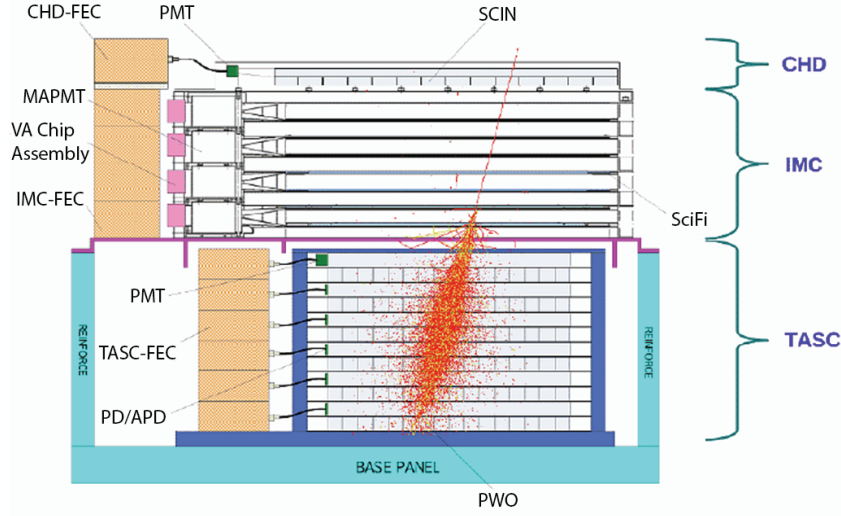 CHD-FEC
PMT
SCIN
CHD
MAPMT
VA Chip
Assembly
IMC
IMC-FEC
SciFi
PMT
REINFORCE
REINFORCE
TASC-FEC
TASC
PD/APD
BASE PANEL
PWO